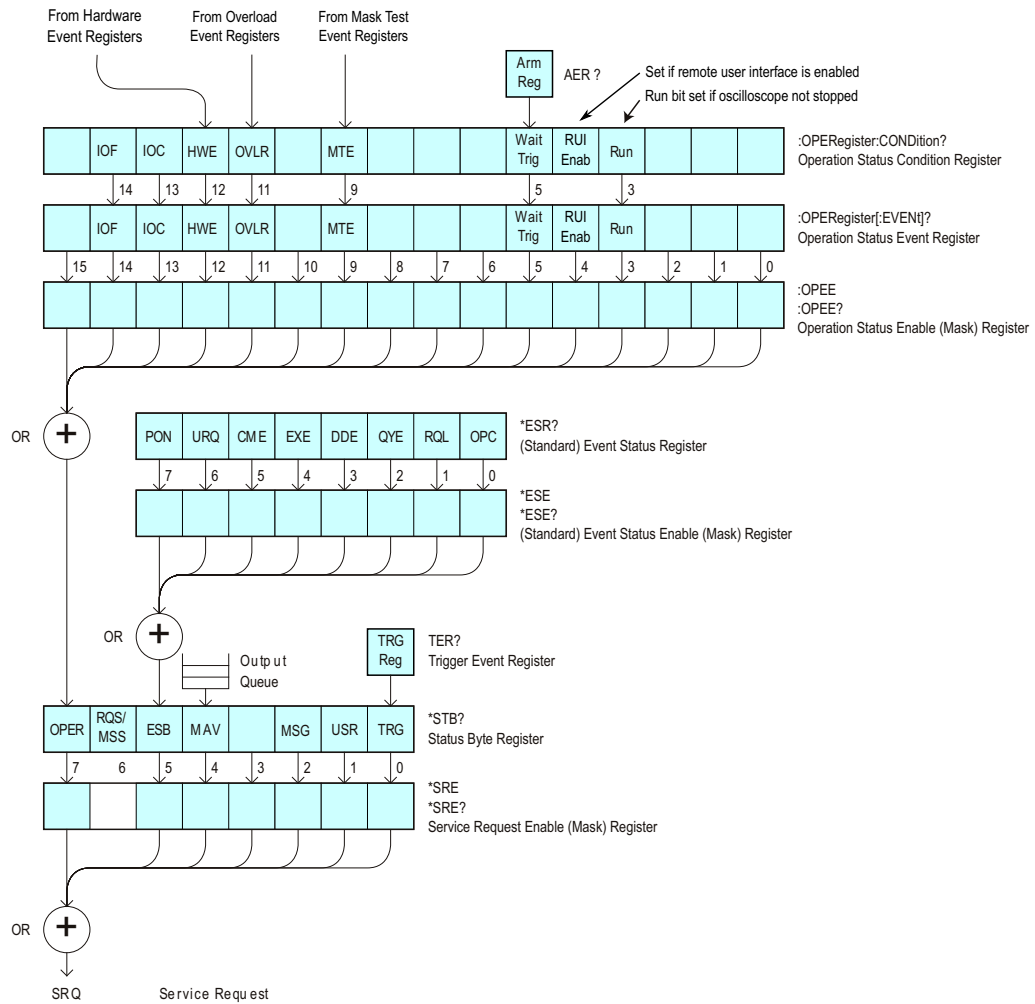 From Hardware
Event Registers
From Overload
Event Registers
From Mask Test
Event Registers
Arm
Reg
AER ?
Set if remote user interface is enabled
Run bit set if oscilloscope not stopped
IOF IOC HWE OVLR MTE Wait Trig RUI Enab Run
:OPERegister:CONDition?
Operation Status Condition Register
14 13 12 11 9 5 3
IOF IOC HWE OVLR MTE Wait Trig RUI Enab Run
:OPERegister[:EVENt]?
Operation Status Event Register
15 14 13 12 11 10 9 8 7 6 5 4 3 2 1 0
:OPEE
:OPEE?
Operation Status Enable (Mask) Register
OR +
PON URQ CME EXE DDE QYE RQL OPC
*ESR?
(Standard) Event Status Register
7 6 5 4 3 2 1 0
*ESE
*ESE?
(Standard) Event Status Enable (Mask) Register
OR +
Output
Queue
TRG
Reg
TER?
Trigger Event Register
OPER RQS/MSS ESB MAV MSG USR TRG
*STB?
Status Byte Register
7 6 5 4 3 2 1 0
*SRE
*SRE?
Service Request Enable (Mask) Register
OR +
SRQ Service Request